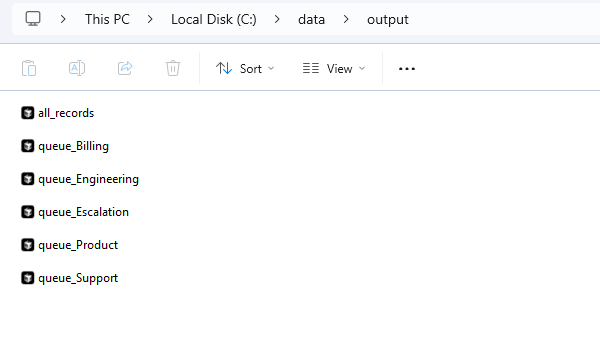 This PC > Local Disk (C:) > data > output
Sort View ...
all_records
queue_Billing
queue_Engineering
queue_Escalation
queue_Product
queue_Support